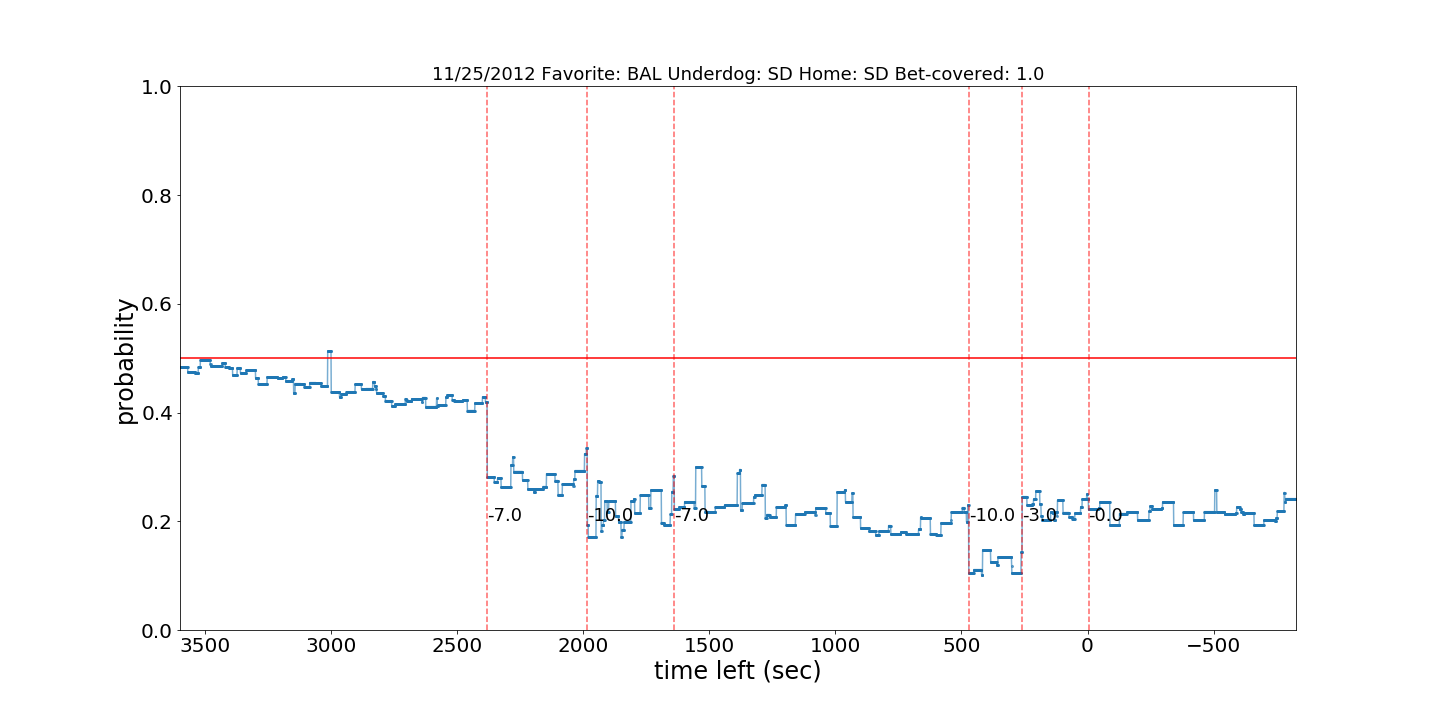 11/25/2012 Favorite: BAL Underdog: SD Home: SD Bet-covered: 1.0
1.0
0.8
0.6
0.4
0.2
0.0
probability
-7.0 -10.0 -7.0 -10.0 -3.0 -0.0
3500 3000 2500 2000 1500 1000 500 0 −500
time left (sec)